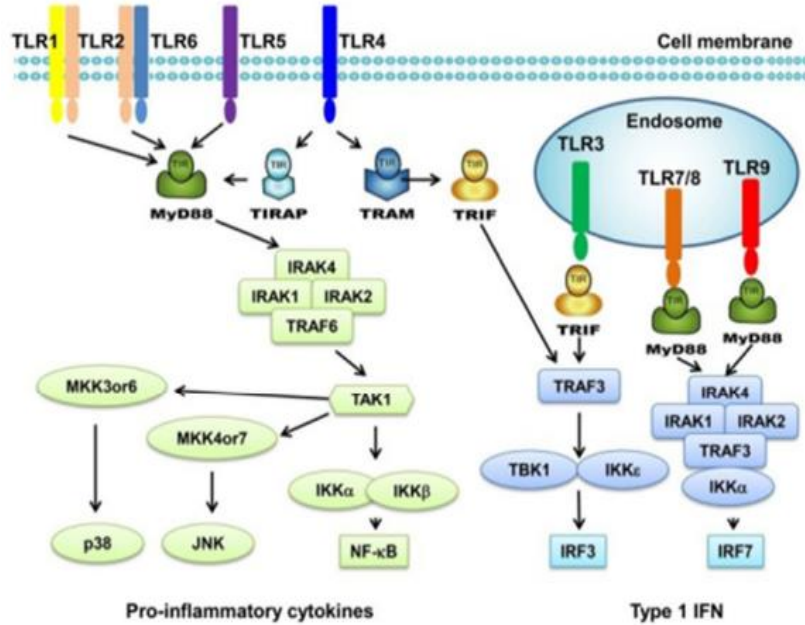 TLR1 TLR2 TLR6 TLR5 TLR4 Cell membrane
Endosome
TLR3 TLR7/8 TLR9
TIR TIR TIR TIR
MyD88 TIRAP TRAM TRIF
TIR TIR TIR
TRIF MyD88 MyD88
IRAK4
IRAK1 IRAK2
TRAF6
MKK3or6 TAK1 TRAF3
IRAK4
IRAK1 IRAK2
TRAF3
IKKα
MKK4or7
IKKα IKKβ TBK1 IKKε
p38 JNK NF-κB IRF3 IRF7
Pro-inflammatory cytokines Type 1 IFN